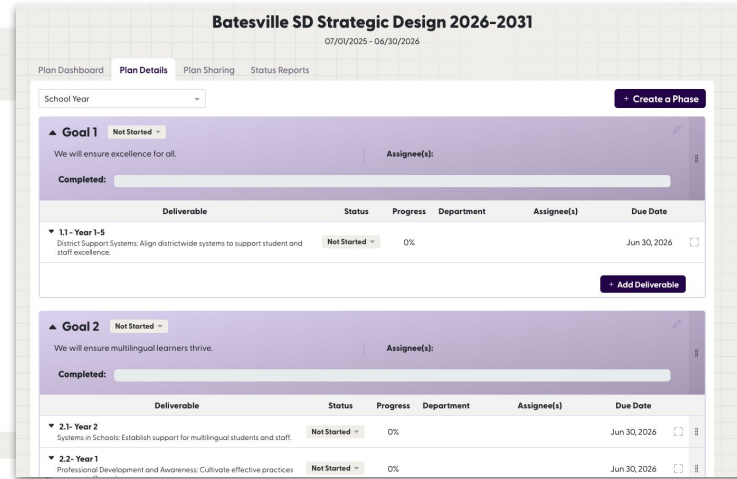 Batesville SD Strategic Design 2026-2031
07/01/2025 - 06/30/2026
Plan Dashboard Plan Details Plan Sharing Status Reports
School Year
+ Create a Phase
Goal 1 Not Started
We will ensure excellence for all. Assignee(s):
Completed:
Deliverable Status Progress Department Assignee(s) Due Date
1.1 - Year 1-5
District Support Systems: Align districtwide systems to support student and
staff excellence.
Not Started 0% Jun 30, 2026
+ Add Deliverable
Goal 2 Not Started
We will ensure multilingual learners thrive. Assignee(s):
Completed:
Deliverable Status Progress Department Assignee(s) Due Date
2.1- Year 2
Systems in Schools: Establish support for multilingual students and staff.
Not Started 0% Jun 30, 2026
2.2- Year 1
Professional Development and Awareness: Cultivate effective practices
Not Started 0% Jun 30, 2026